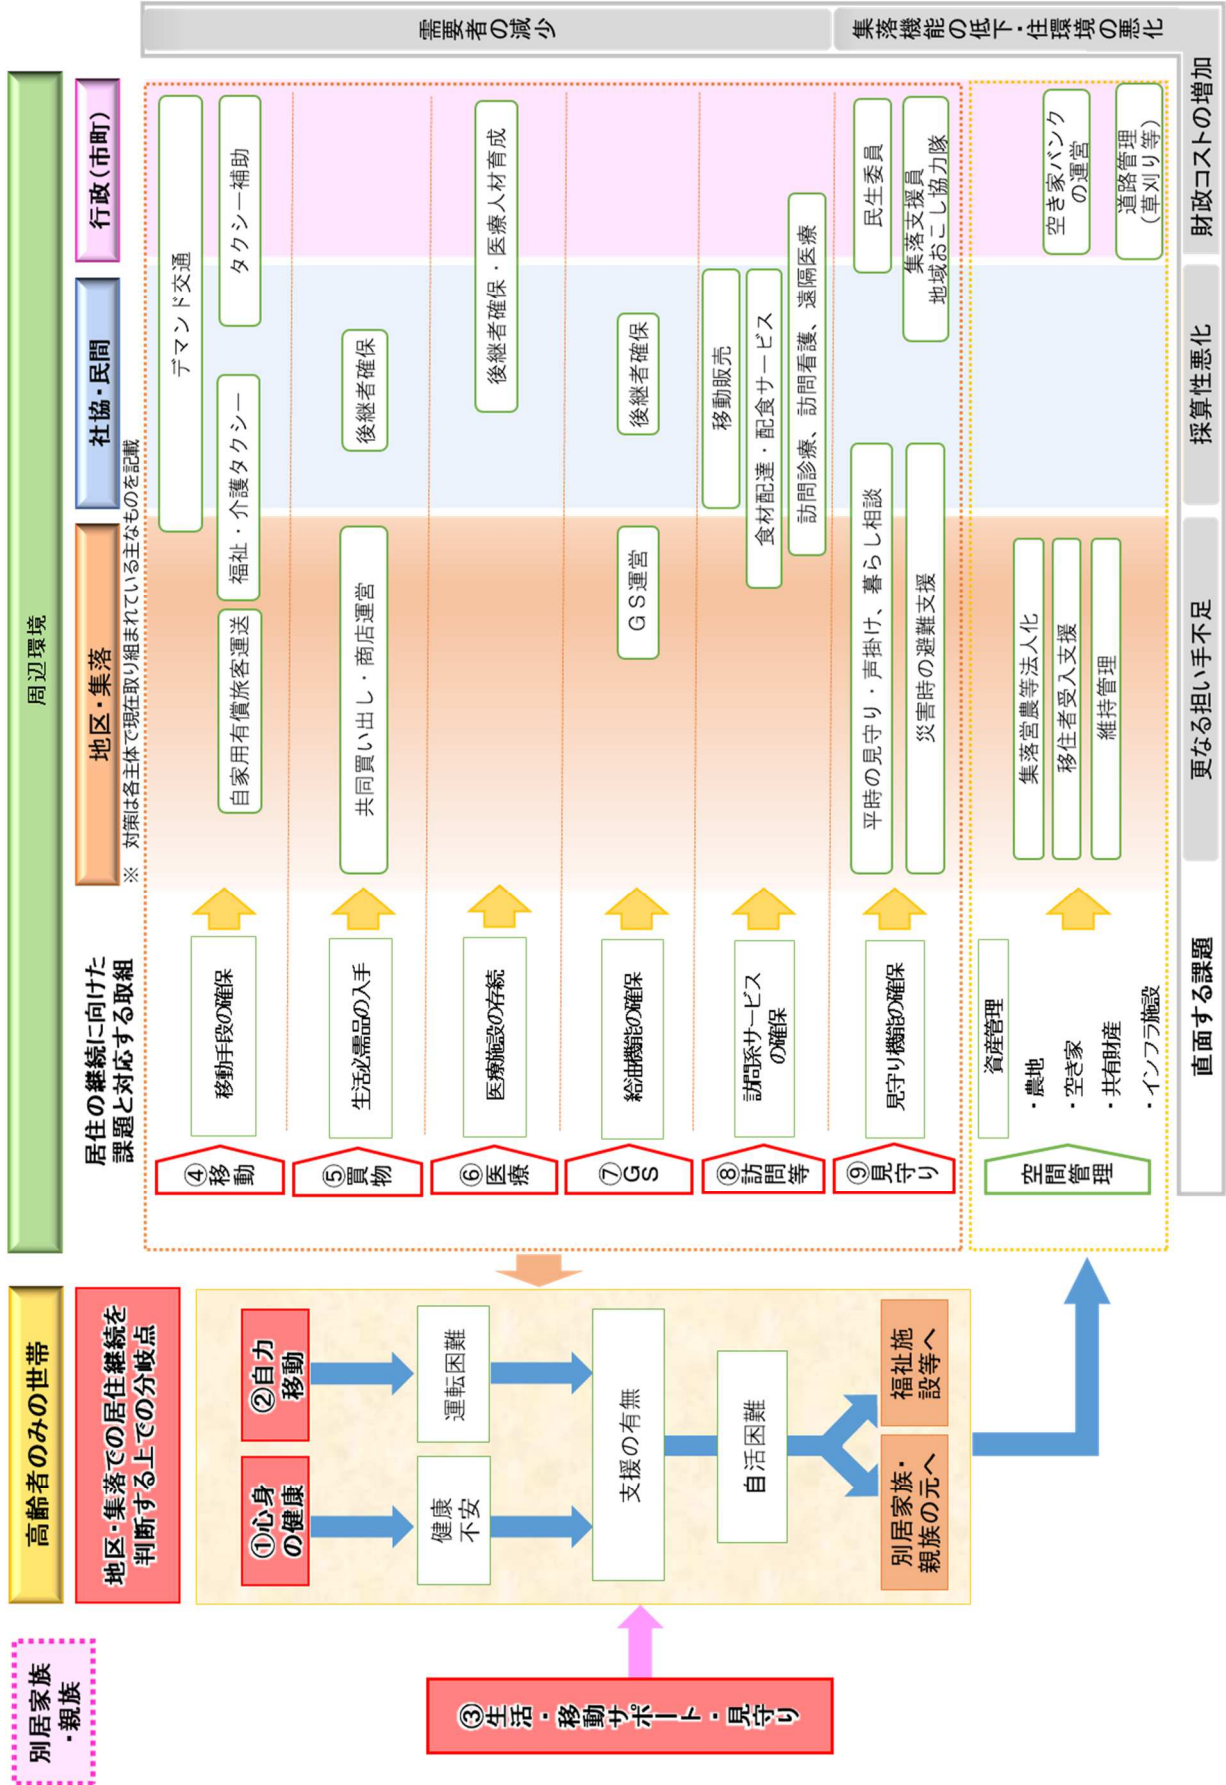 別居家族
・親族
③生活・移動サポート・見守り
高齢者のみの世帯
地区・集落での居住継続を
判断する上での分岐点
①心身
の健康
②自力
移動
健康
不安
運転困難
支援の有無
自活困難
別居家族・
親族の元へ
福祉施
設等へ
周辺環境
居住の継続に向けた
課題と対応する取組
地区・集落
社協・民間
行政（市町）
※　対策は各主体で現在取り組まれている主なものを記載
④移動
移動手段の確保
デマンド交通
自家用有償旅客運送
福祉・介護タクシー
タクシー補助
⑤買物
生活必需品の入手
共同買い出し・商店運営
後継者確保
⑥医療
医療施設の存続
後継者確保・医療人材育成
⑦GS
給油機能の確保
ＧＳ運営
後継者確保
⑧訪問等
訪問系サービス
の確保
移動販売
食材配達・配食サービス
訪問診療、訪問看護、遠隔医療
⑨見守り
見守り機能の確保
平時の見守り・声掛け、暮らし相談
民生委員
災害時の避難支援
集落支援員
地域おこし協力隊
空間管理
資産管理
・農地
・空き家
・共有財産
・インフラ施設
集落営農等法人化
移住者受入支援
維持管理
空き家バンク
の運営
道路管理
（草刈り等）
直面する課題
更なる担い手不足
採算性悪化
財政コストの増加
需要者の減少
集落機能の低下・住環境の悪化